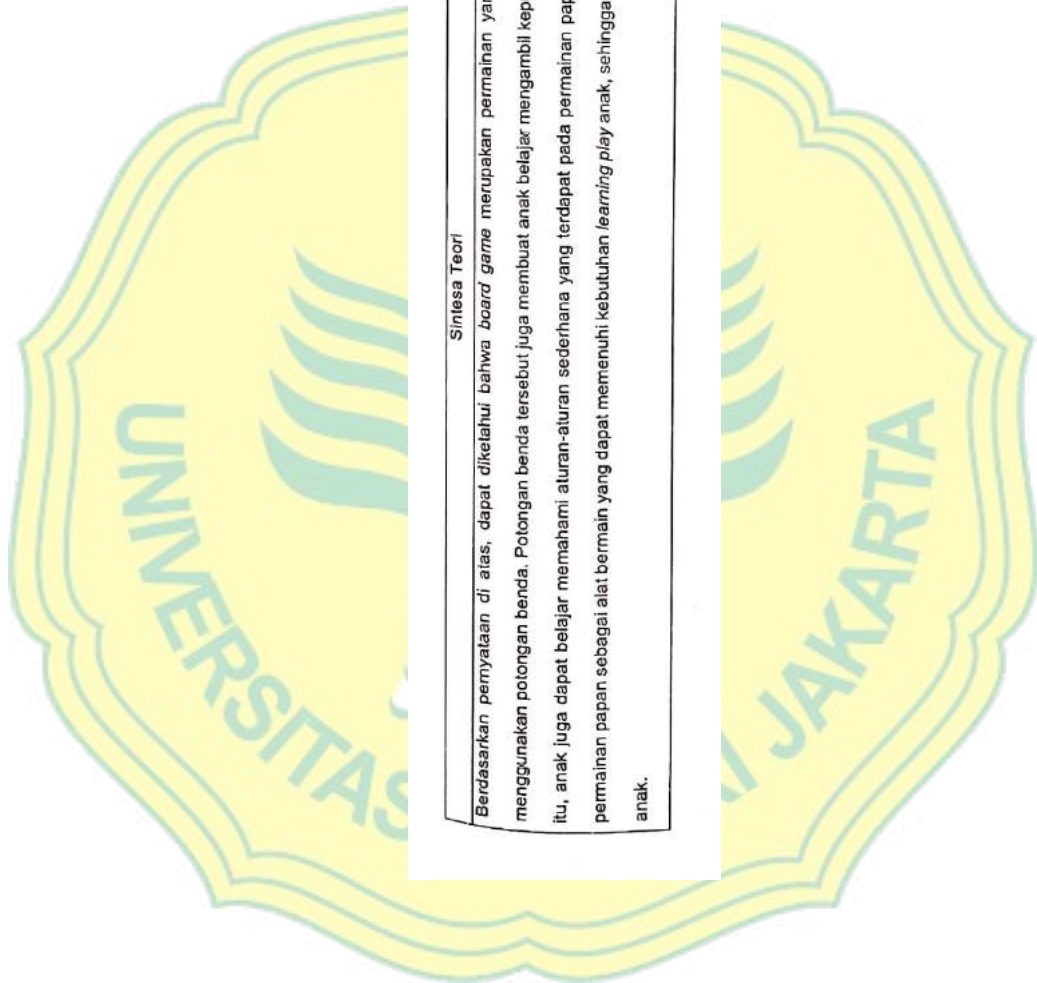 Sintesa Teori
Berdasarkan pernyataan di atas, dapat diketahui bahwa board game merupakan permainan
menggunakan potongan benda. Potongan benda tersebut juga membuat anak belajar mengambil
itu, anak juga dapat belajar memahami aturan-aturan sederhana yang terdapat pada permainan
permainan papan sebagai alat bermain yang dapat memenuhi kebutuhan learning play anak, sehingga
anak.
UNIVERSITAS
JAKARTA